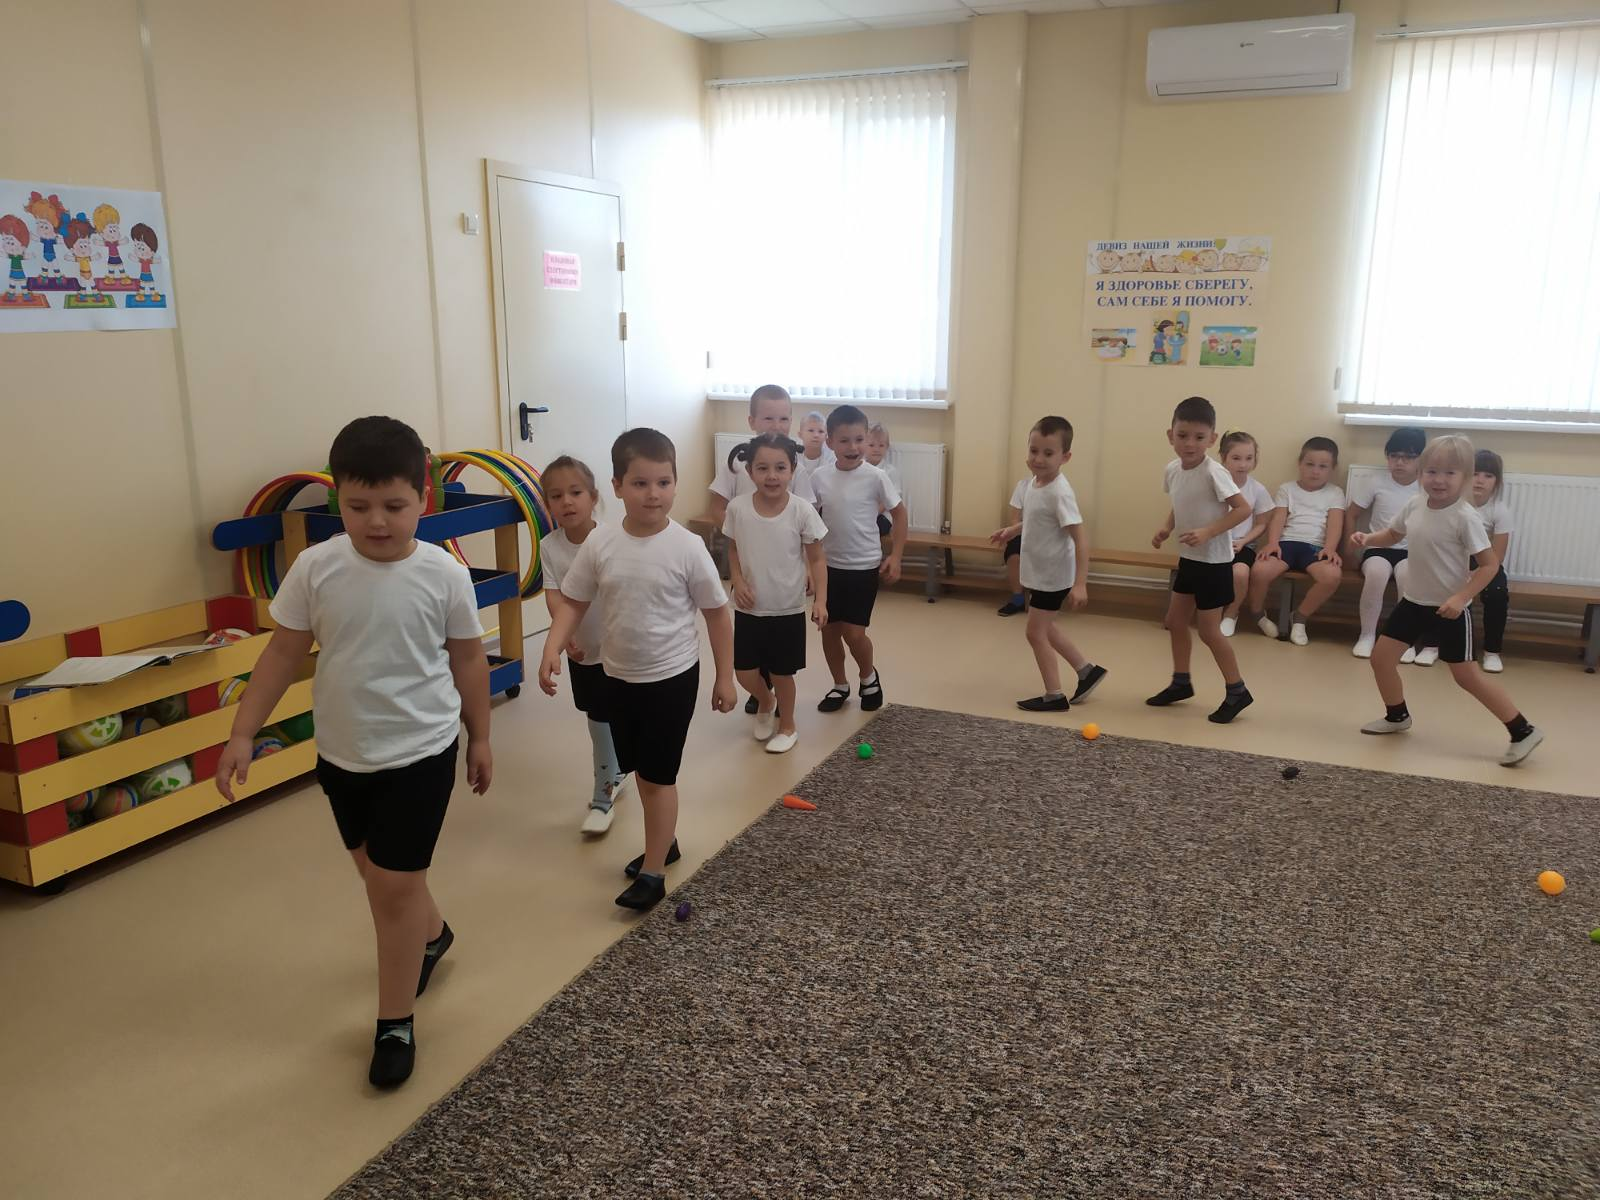 ДЕВИЗ НАШЕЙ ЖИЗНИ:
Я ЗДОРОВЬЕ СБЕРЕГУ,
САМ СЕБЕ Я ПОМОГУ.